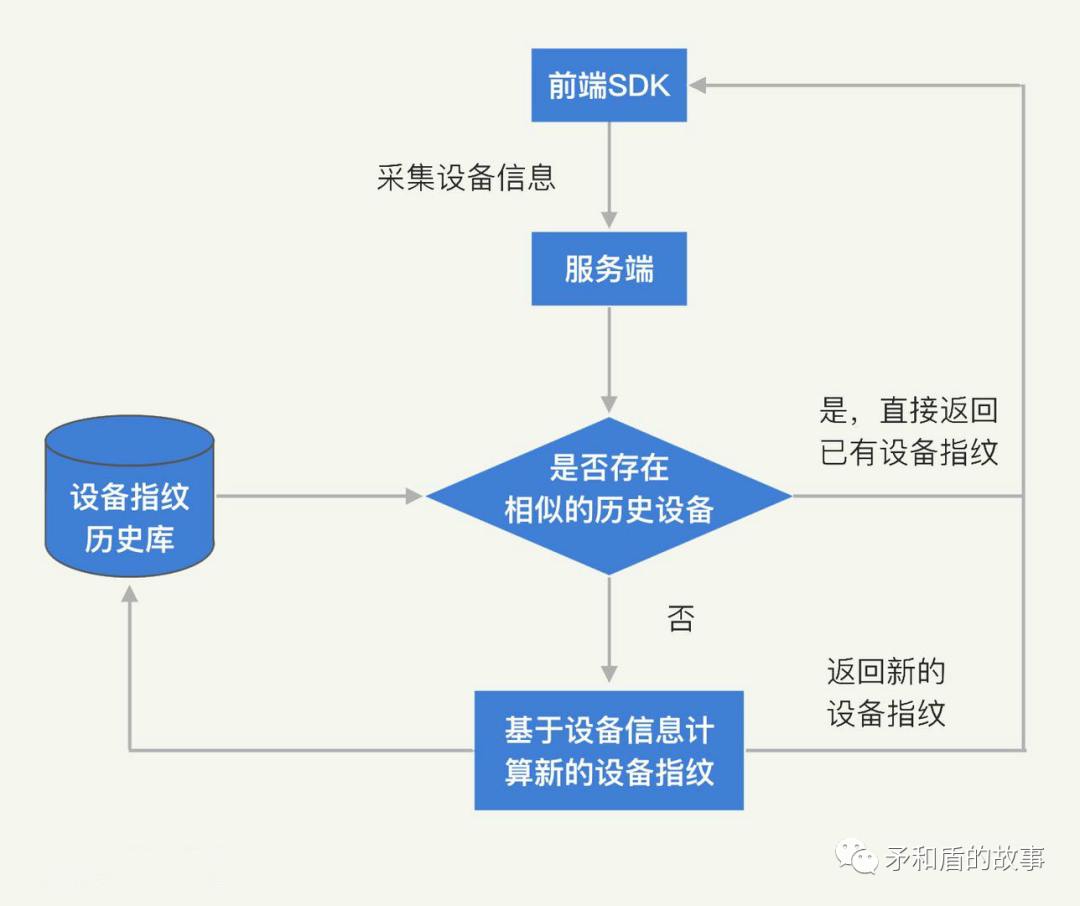 前端SDK
采集设备信息
服务端
是，直接返回
已有设备指纹
是否存在
相似的历史设备
设备指纹
历史库
否
返回新的
设备指纹
基于设备信息计
算新的设备指纹
矛和盾的故事